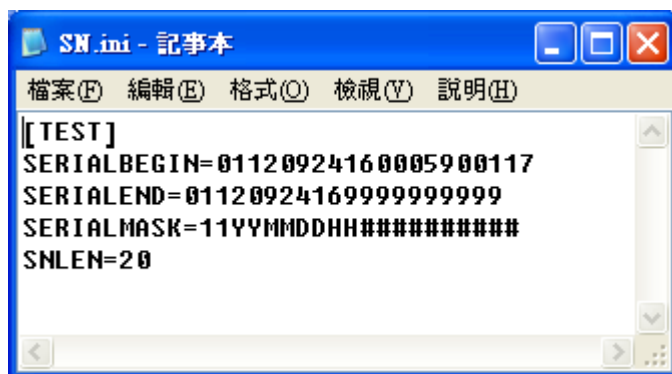 SN.ini - 記事本
檔案(F) 編輯(E) 格式(O) 檢視(V) 說明(H)
[TEST]
SERIALBEGIN=01120924160005900117
SERIALEND=01120924169999999999
SERIALMASK=11YYMMDDHH##########
SNLEN=20